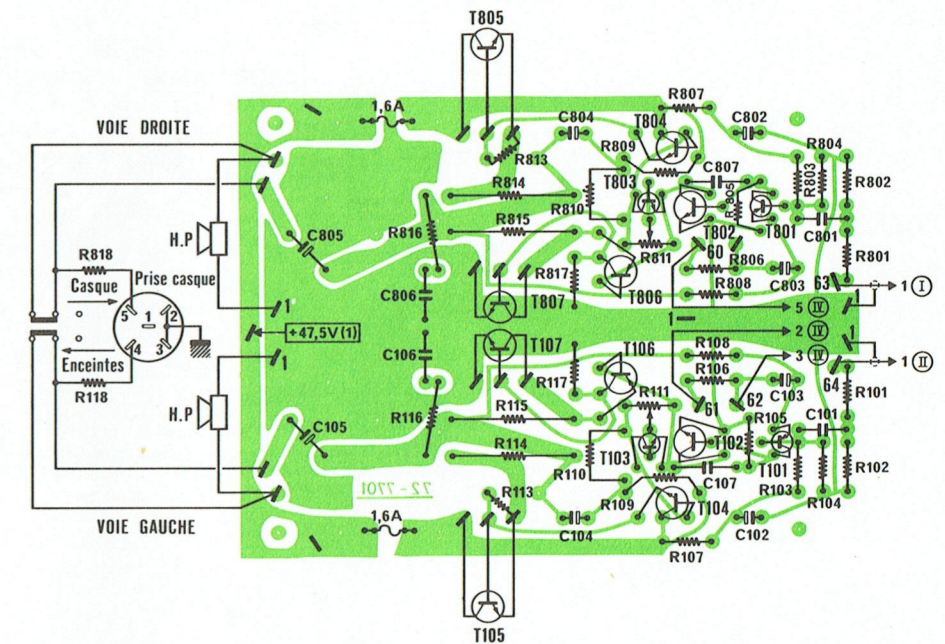 T805
1,6A
C804
R807
T804
C802
VOIE DROITE
R813
R809
C807
R804
R814
T803
R805
R803
R802
R810
T802
T801
C801
R815
R816
C805
H.P
R811
60
R806
R801
R818
R817
T806
C803
63
1 I
Casque
Prise casque
C806
T807
R808
5 1 2
1
+47,5V(1)
1
5 IV
2 IV
1
4 3
1
C106
T107
T106
R108
3 IV
1 II
Enceintes
R117
R106
64
R118
R111
C103
R101
H.P
R116
R115
61
62
R105
C101
C105
R114
T103
T102
T101
R102
R110
C107
72-7701
R113
R109
T104
R103
R104
VOIE GAUCHE
1,6A
C104
C102
R107
T105